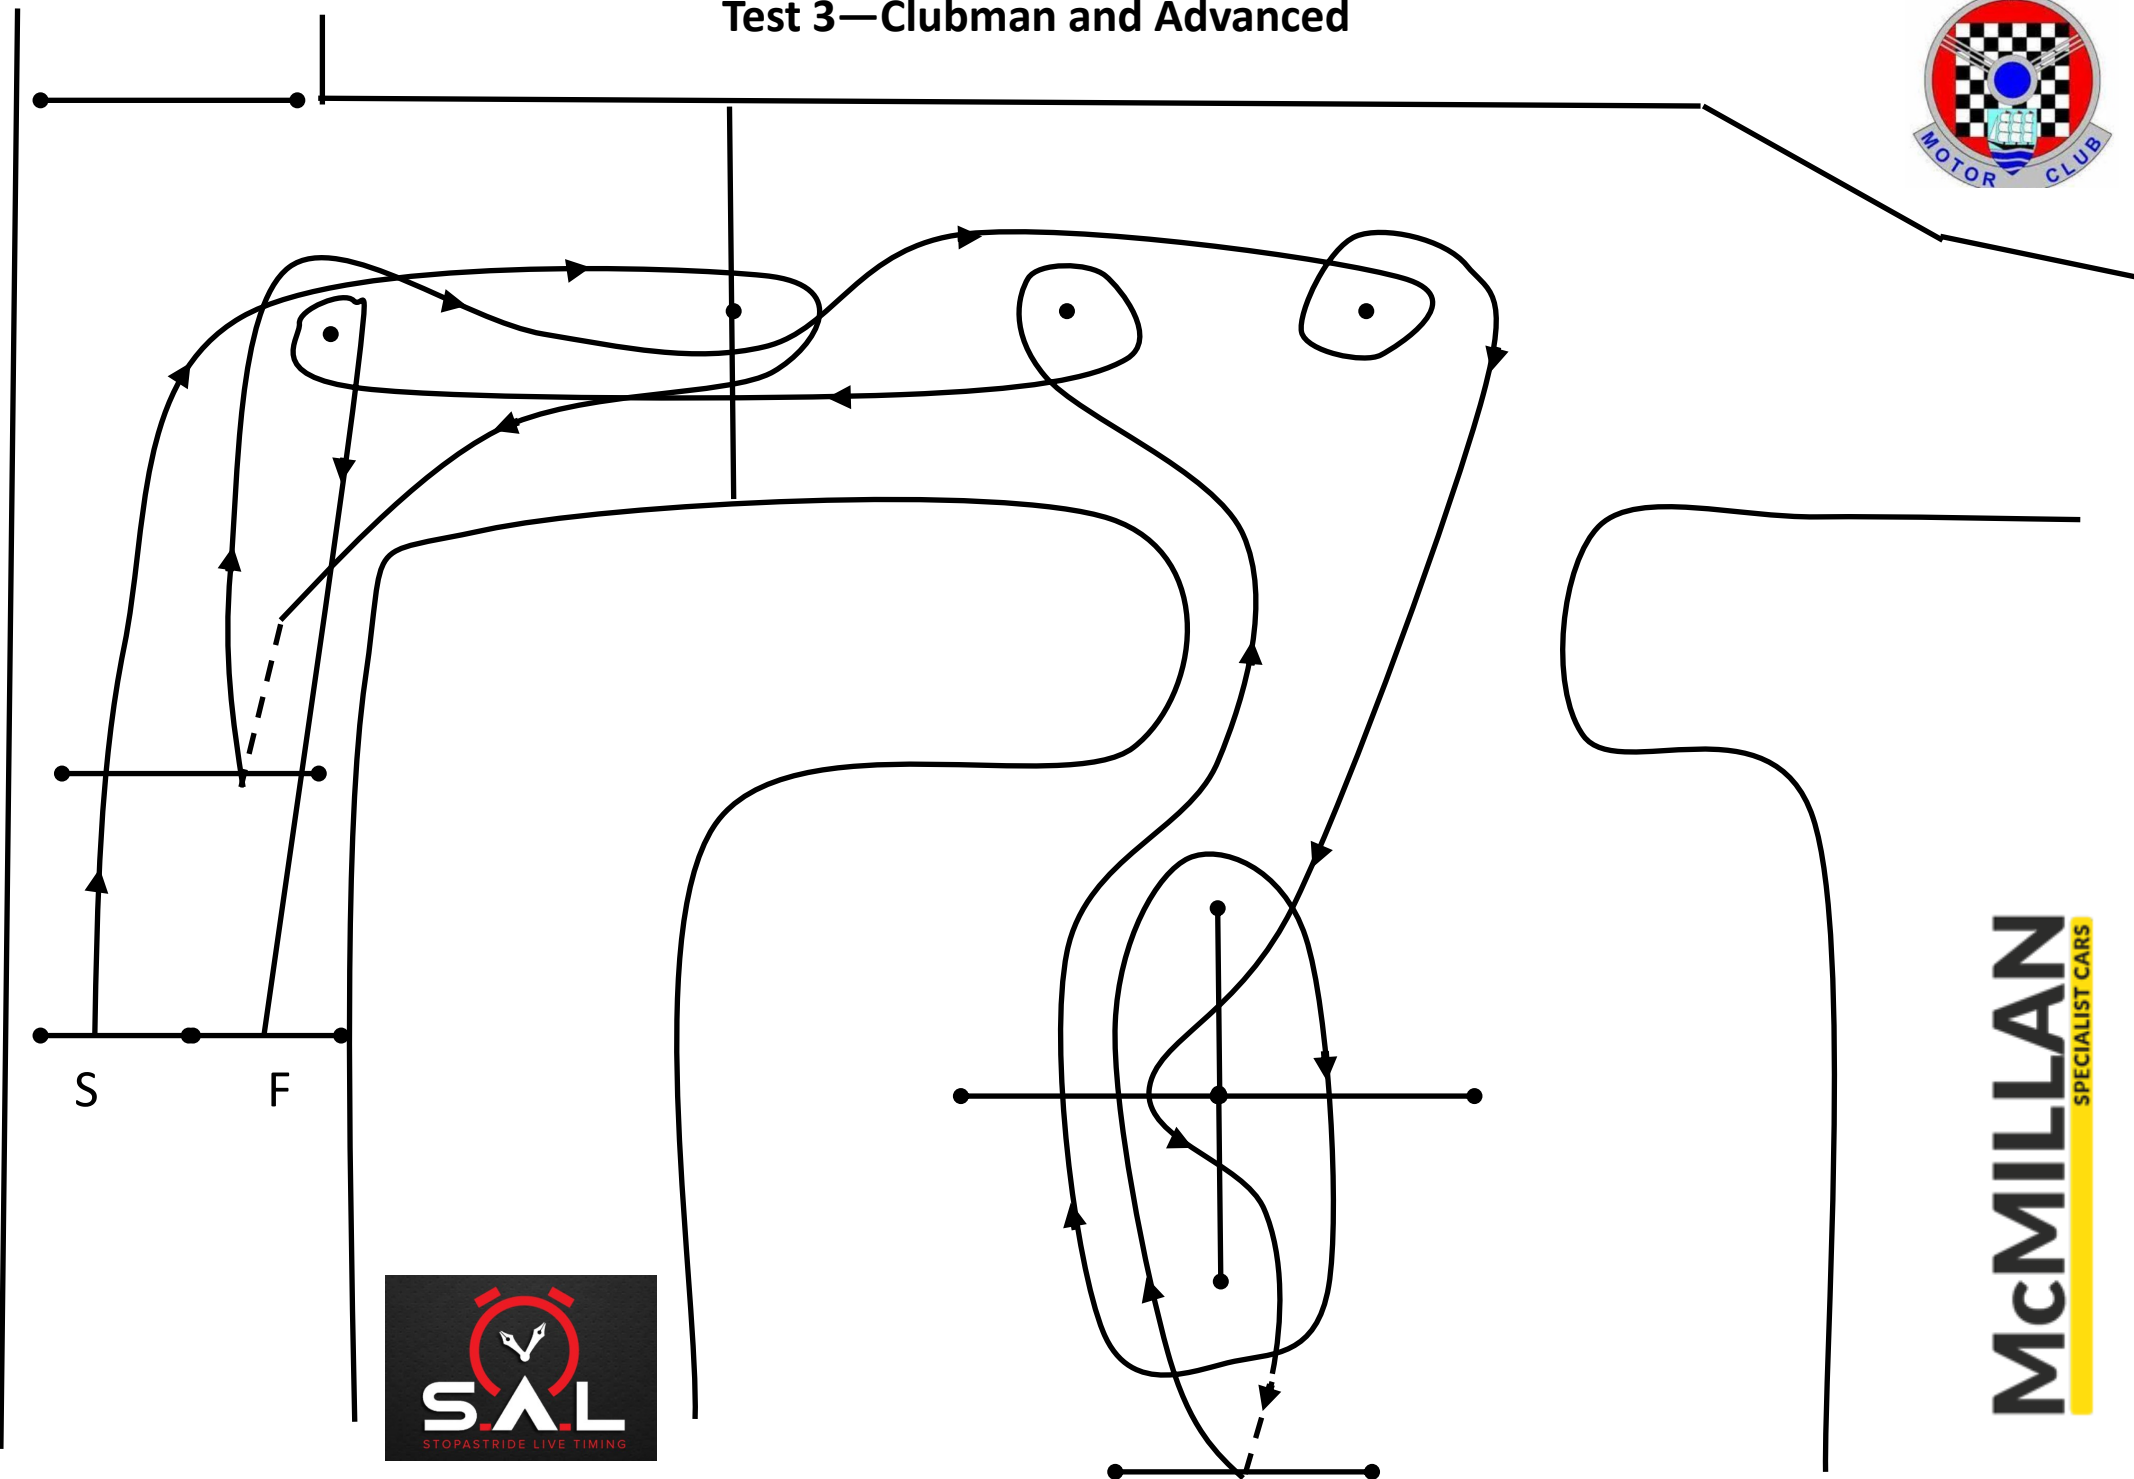 Test 3—Clubman and Advanced
MOTOR CLUB
S F
S.A.L
STOPASTRIDE LIVE TIMING
McMILLAN
SPECIALIST CARS